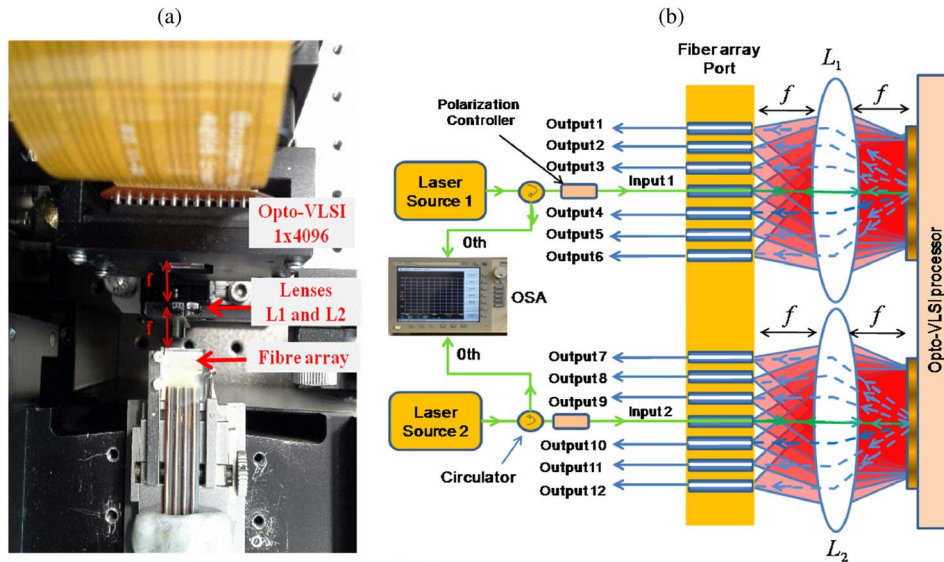 (a)
(b)
Opto-VLSI
1x4096
f
f
Lenses
L1 and L2
Fibre array
Fiber array
Port
L1
f
f
Polarization
Controller
Output1
Output2
Output3
Laser
Source 1
Input 1
Output4
Output5
Output6
0th
OSA
0th
Output7
Output8
Output9
f
f
Laser
Source 2
Input 2
Circulator
Output10
Output11
Output12
L2
Opto-VLSI processor